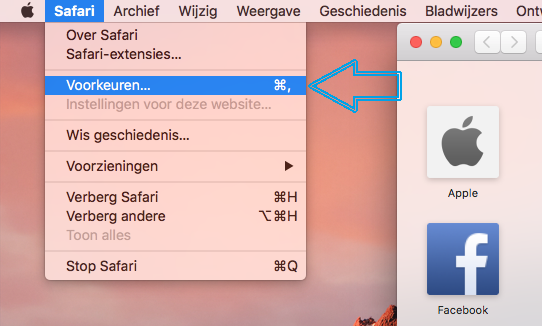 Safari Archief Wijzig Weergave Geschiedenis Bladwijzers Ont
Over Safari
Safari-extensies...
Voorkeuren... ⌘,
Instellingen voor deze website...
Wis geschiedenis...
Voorzieningen ▶
Verberg Safari ⌘H
Verberg andere ⌥⌘H
Toon alles
Stop Safari ⌘Q
Apple
Facebook